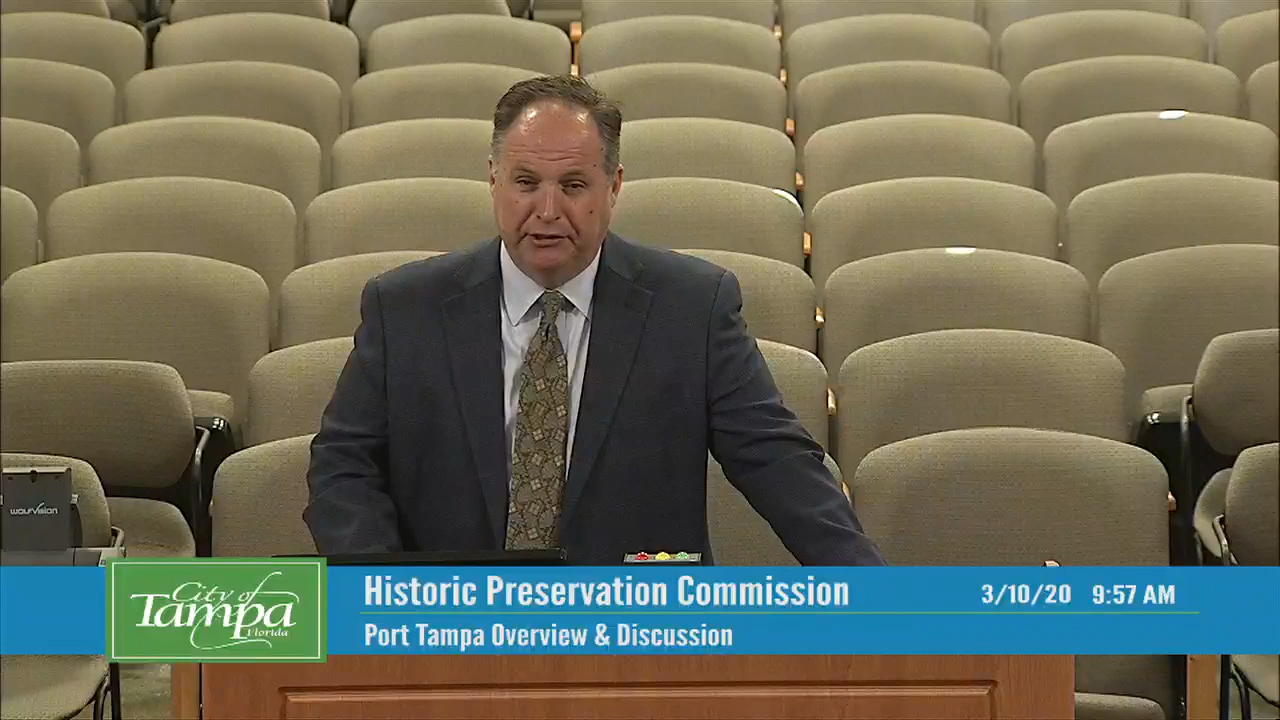 wolfvision
City of
Tampa
Florida
Historic Preservation Commission
3/10/20 9:57 AM
Port Tampa Overview & Discussion